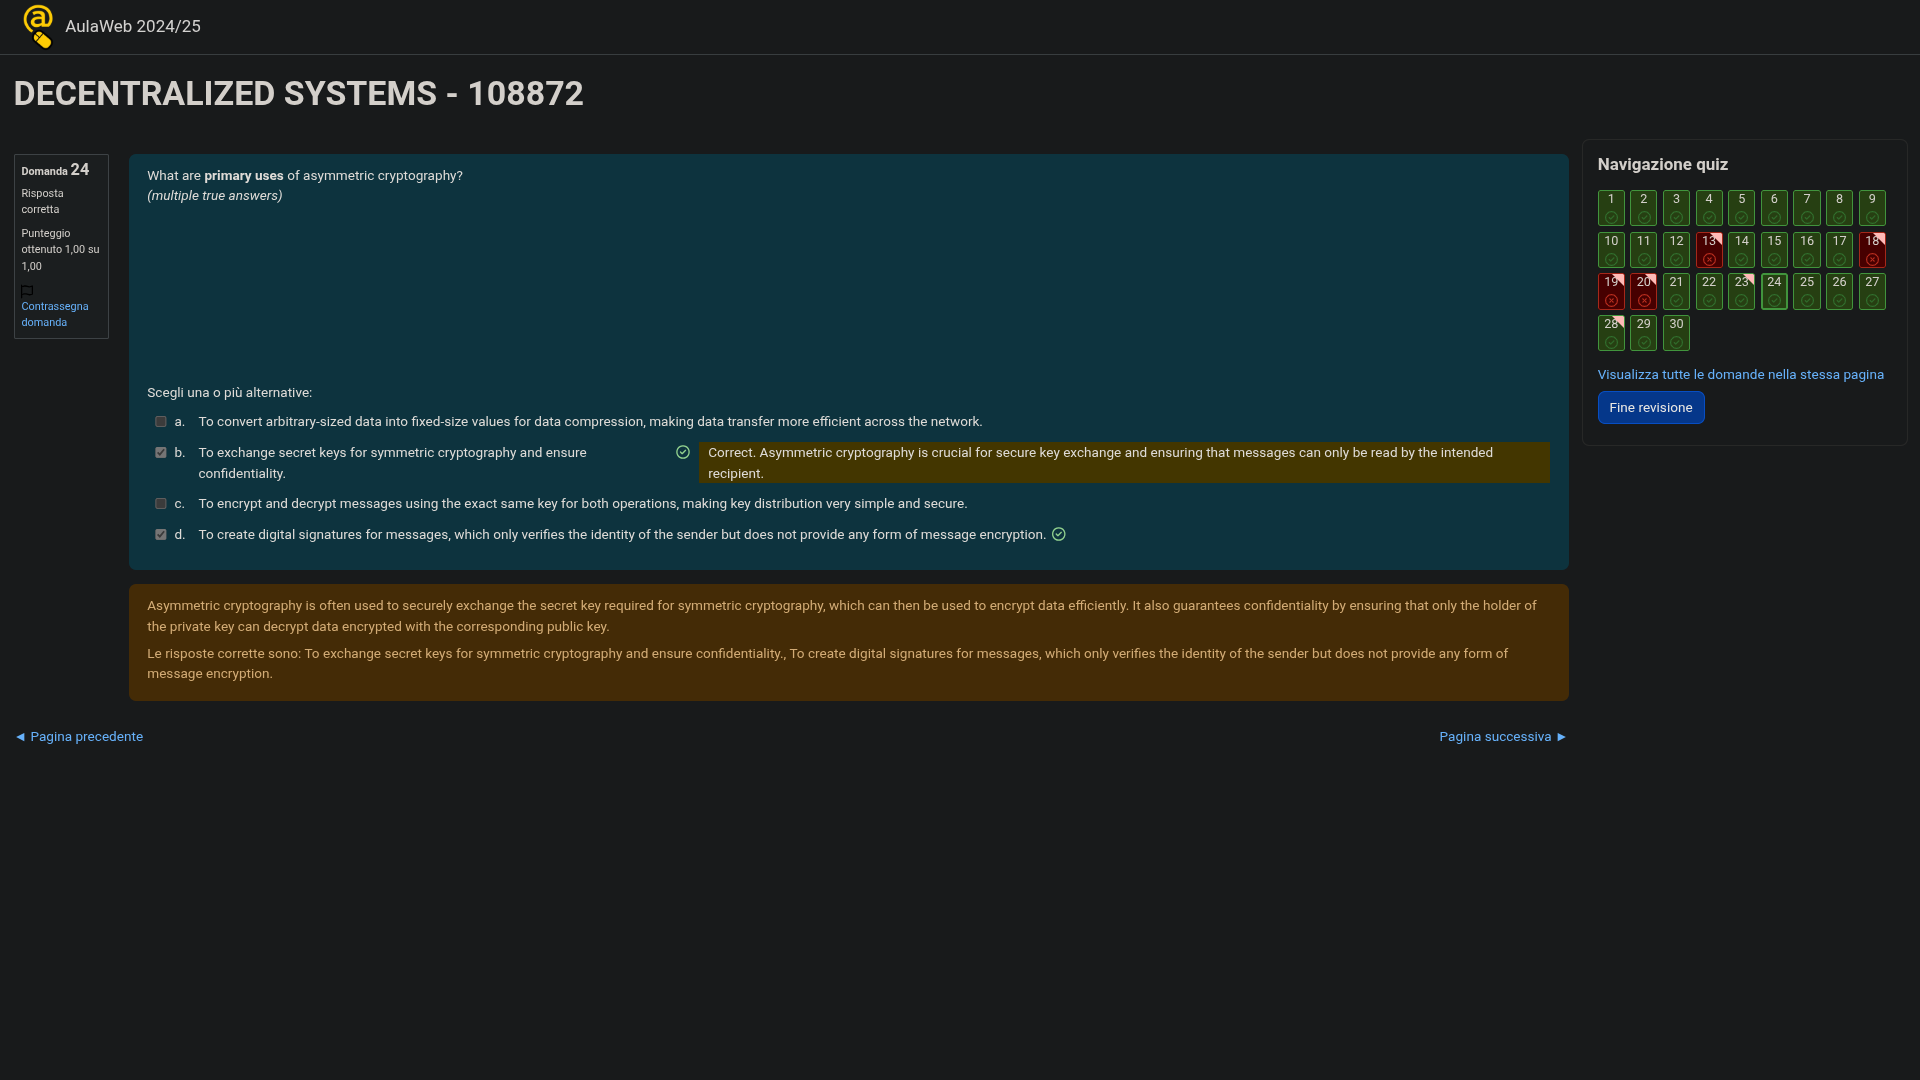 AulaWeb 2024/25
DECENTRALIZED SYSTEMS - 108872
Domanda 24
Risposta
corretta
Punteggio
ottenuto 1,00 su
1,00
Contrassegna
domanda
What are primary uses of asymmetric cryptography?
(multiple true answers)
Scegli una o più alternative:
a. To convert arbitrary-sized data into fixed-size values for data compression, making data transfer more efficient across the network.
b. To exchange secret keys for symmetric cryptography and ensure
confidentiality.
Correct. Asymmetric cryptography is crucial for secure key exchange and ensuring that messages can only be read by the intended
recipient.
c. To encrypt and decrypt messages using the exact same key for both operations, making key distribution very simple and secure.
d. To create digital signatures for messages, which only verifies the identity of the sender but does not provide any form of message encryption.
Asymmetric cryptography is often used to securely exchange the secret key required for symmetric cryptography, which can then be used to encrypt data efficiently. It also guarantees confidentiality by ensuring that only the holder of
the private key can decrypt data encrypted with the corresponding public key.
Le risposte corrette sono: To exchange secret keys for symmetric cryptography and ensure confidentiality., To create digital signatures for messages, which only verifies the identity of the sender but does not provide any form of
message encryption.
◄ Pagina precedente
Pagina successiva ►
Navigazione quiz
1 2 3 4 5 6 7 8 9
10 11 12 13 14 15 16 17 18
19 20 21 22 23 24 25 26 27
28 29 30
Visualizza tutte le domande nella stessa pagina
Fine revisione